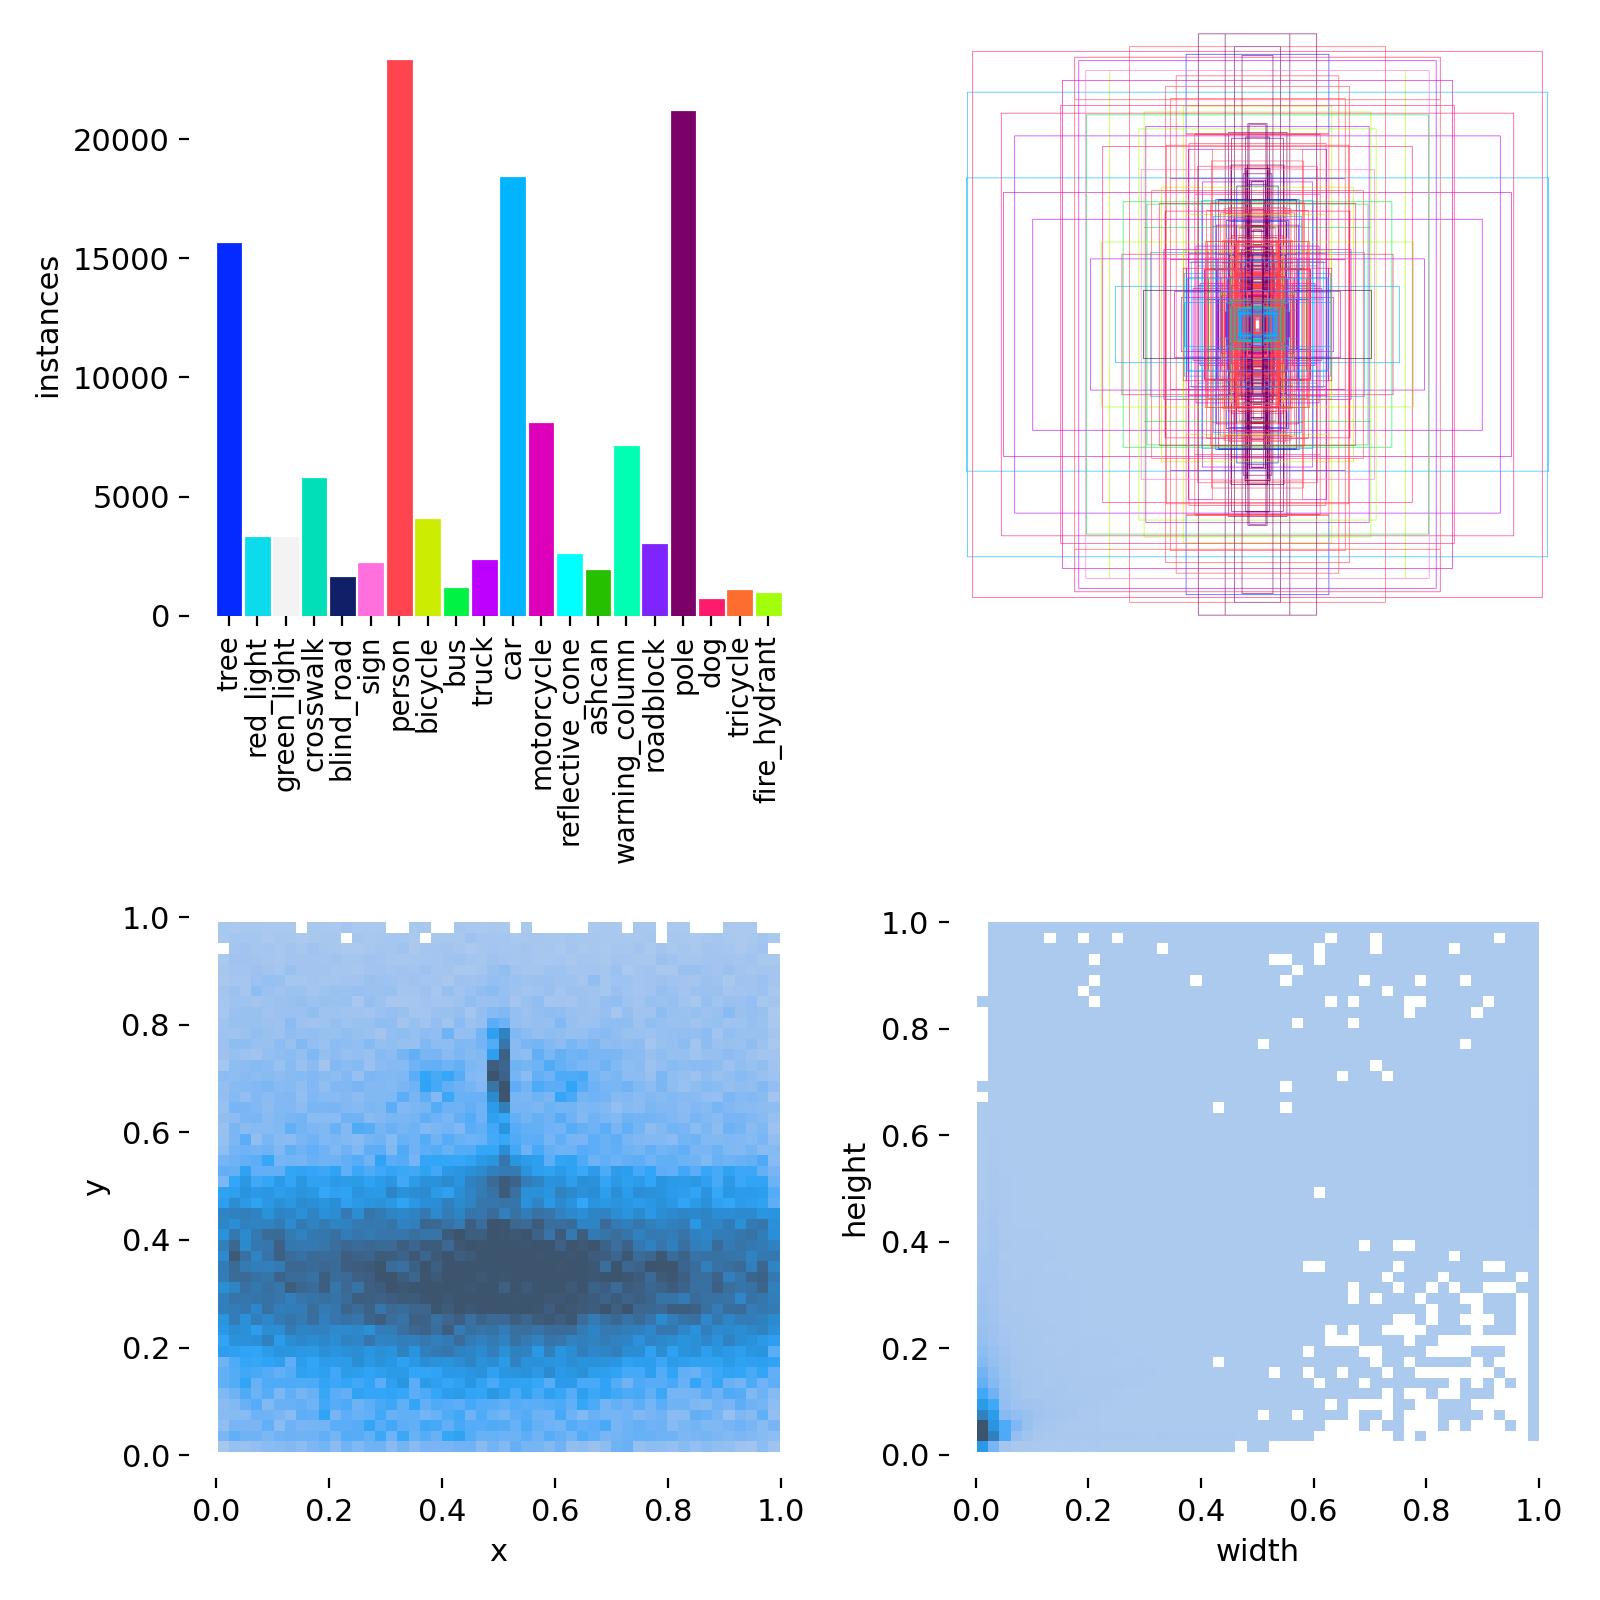 instances
20000
15000
10000
5000
0
tree
red_light
green_light
crosswalk
blind_road
sign
person
bicycle
bus
truck
car
motorcycle
reflective_cone
ashcan
warning_column
roadblock
pole
dog
tricycle
fire_hydrant
y
1.0
0.8
0.6
0.4
0.2
0.0
0.0 0.2 0.4 0.6 0.8 1.0
x
height
1.0
0.8
0.6
0.4
0.2
0.0
0.0 0.2 0.4 0.6 0.8 1.0
width